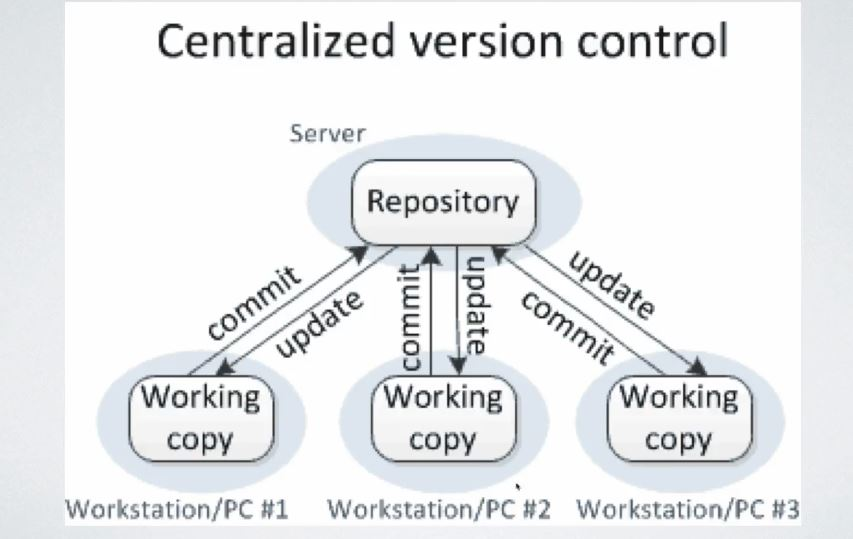 Centralized version control
Server
Repository
commit
update
commit
update
update
commit
Working
copy
Working
copy
Working
copy
Workstation/PC #1
Workstation/PC #2
Workstation/PC #3